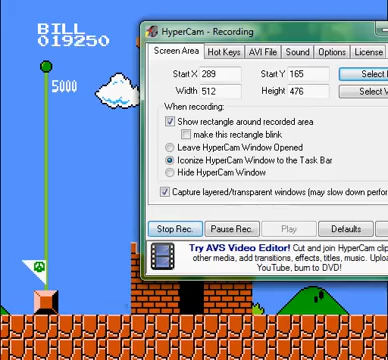 BILL
019250
5000
HyperCam - Recording
Screen Area
Hot Keys
AVI File
Sound
Options
License
Start X 289
Start Y 165
Select
Width 512
Height 476
Select
When recording:
Show rectangle around recorded area
make this rectangle blink
Leave HyperCam Window Opened
Iconize HyperCam Window to the Task Bar
Hide HyperCam Window
Capture layered/transparent windows (may slow down
Stop Rec.
Pause Rec.
Play
Defaults
Try AVS Video Editor! Cut and join HyperCam
other media, add transitions, effects, titles, music.
YouTube, burn to DVD!